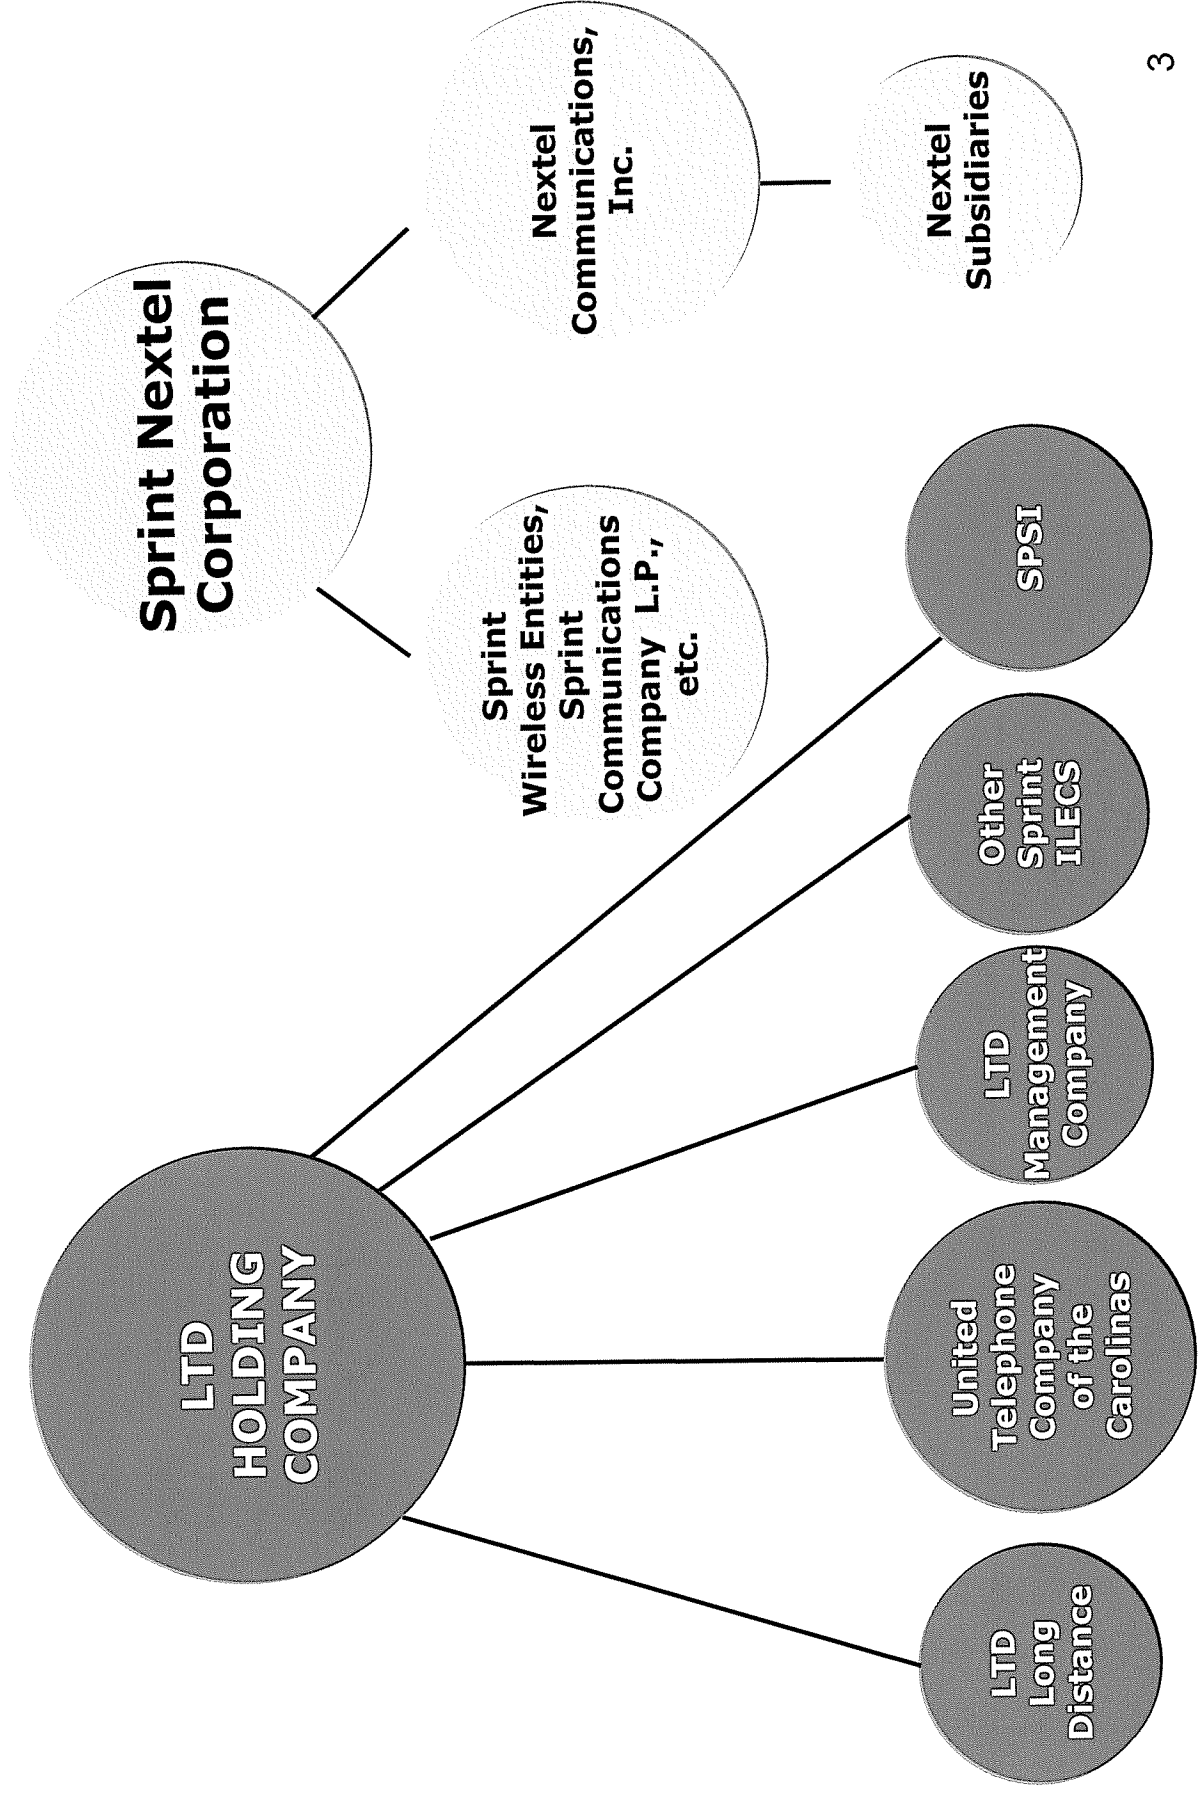 LTD
HOLDING
COMPANY
Sprint Nextel
Corporation
Sprint
Wireless Entities,
Sprint
Communications
Company L.P.,
etc.
Nextel
Communications,
Inc.
Nextel
Subsidiaries
LTD
Long
Distance
United
Telephone
Company
of the
Carolinas
LTD
Management
Company
Other
Sprint
ILECS
SPSI
3